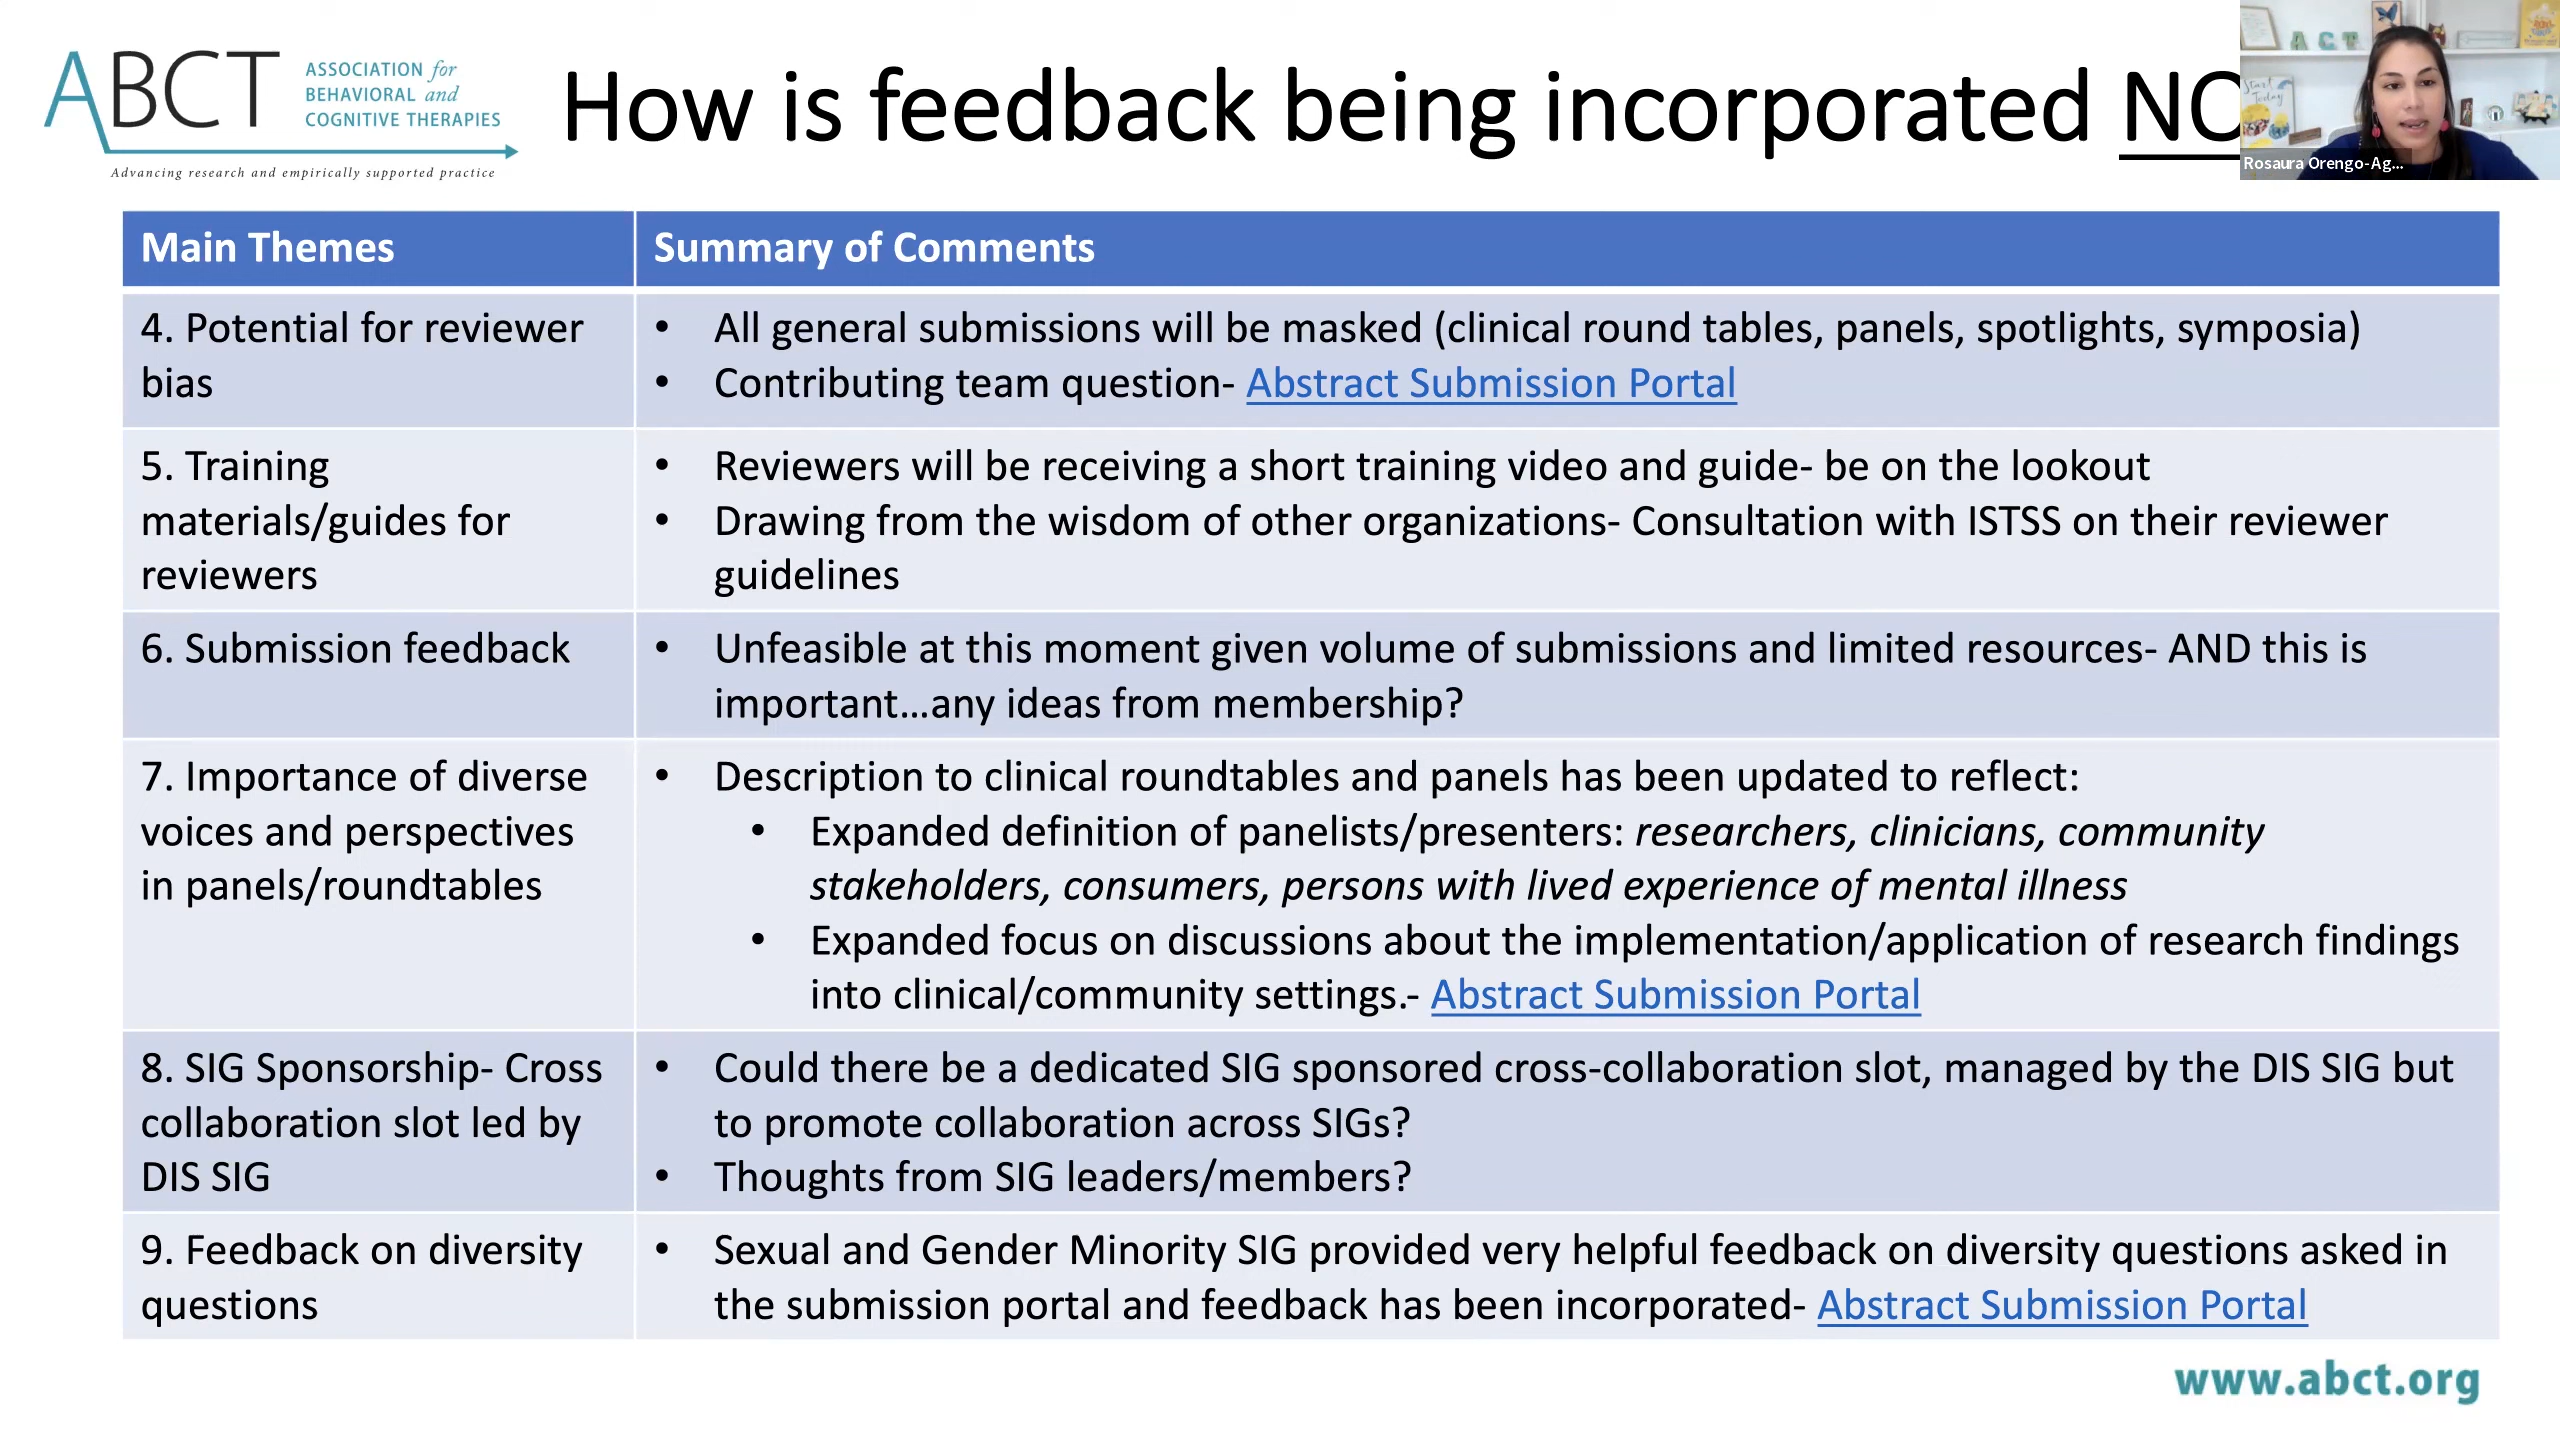 ABCT
ASSOCIATION for
BEHAVIORAL and
COGNITIVE THERAPIES
Advancing research and empirically supported practice
How is feedback being incorporated
ACT
Start
Today
Rosaura Orengo-Ag...
Main Themes
Summary of Comments
4. Potential for reviewer
bias
• All general submissions will be masked (clinical round tables, panels, spotlights, symposia)
• Contributing team question- Abstract Submission Portal
5. Training
materials/guides for
reviewers
• Reviewers will be receiving a short training video and guide- be on the lookout
• Drawing from the wisdom of other organizations- Consultation with ISTSS on their reviewer
guidelines
6. Submission feedback
• Unfeasible at this moment given volume of submissions and limited resources- AND this is
important...any ideas from membership?
7. Importance of diverse
voices and perspectives
in panels/roundtables
• Description to clinical roundtables and panels has been updated to reflect:
• Expanded definition of panelists/presenters: researchers, clinicians, community
stakeholders, consumers, persons with lived experience of mental illness
• Expanded focus on discussions about the implementation/application of research findings
into clinical/community settings.- Abstract Submission Portal
8. SIG Sponsorship- Cross
collaboration slot led by
DIS SIG
• Could there be a dedicated SIG sponsored cross-collaboration slot, managed by the DIS SIG but
to promote collaboration across SIGs?
• Thoughts from SIG leaders/members?
9. Feedback on diversity
questions
• Sexual and Gender Minority SIG provided very helpful feedback on diversity questions asked in
the submission portal and feedback has been incorporated- Abstract Submission Portal
www.abct.org